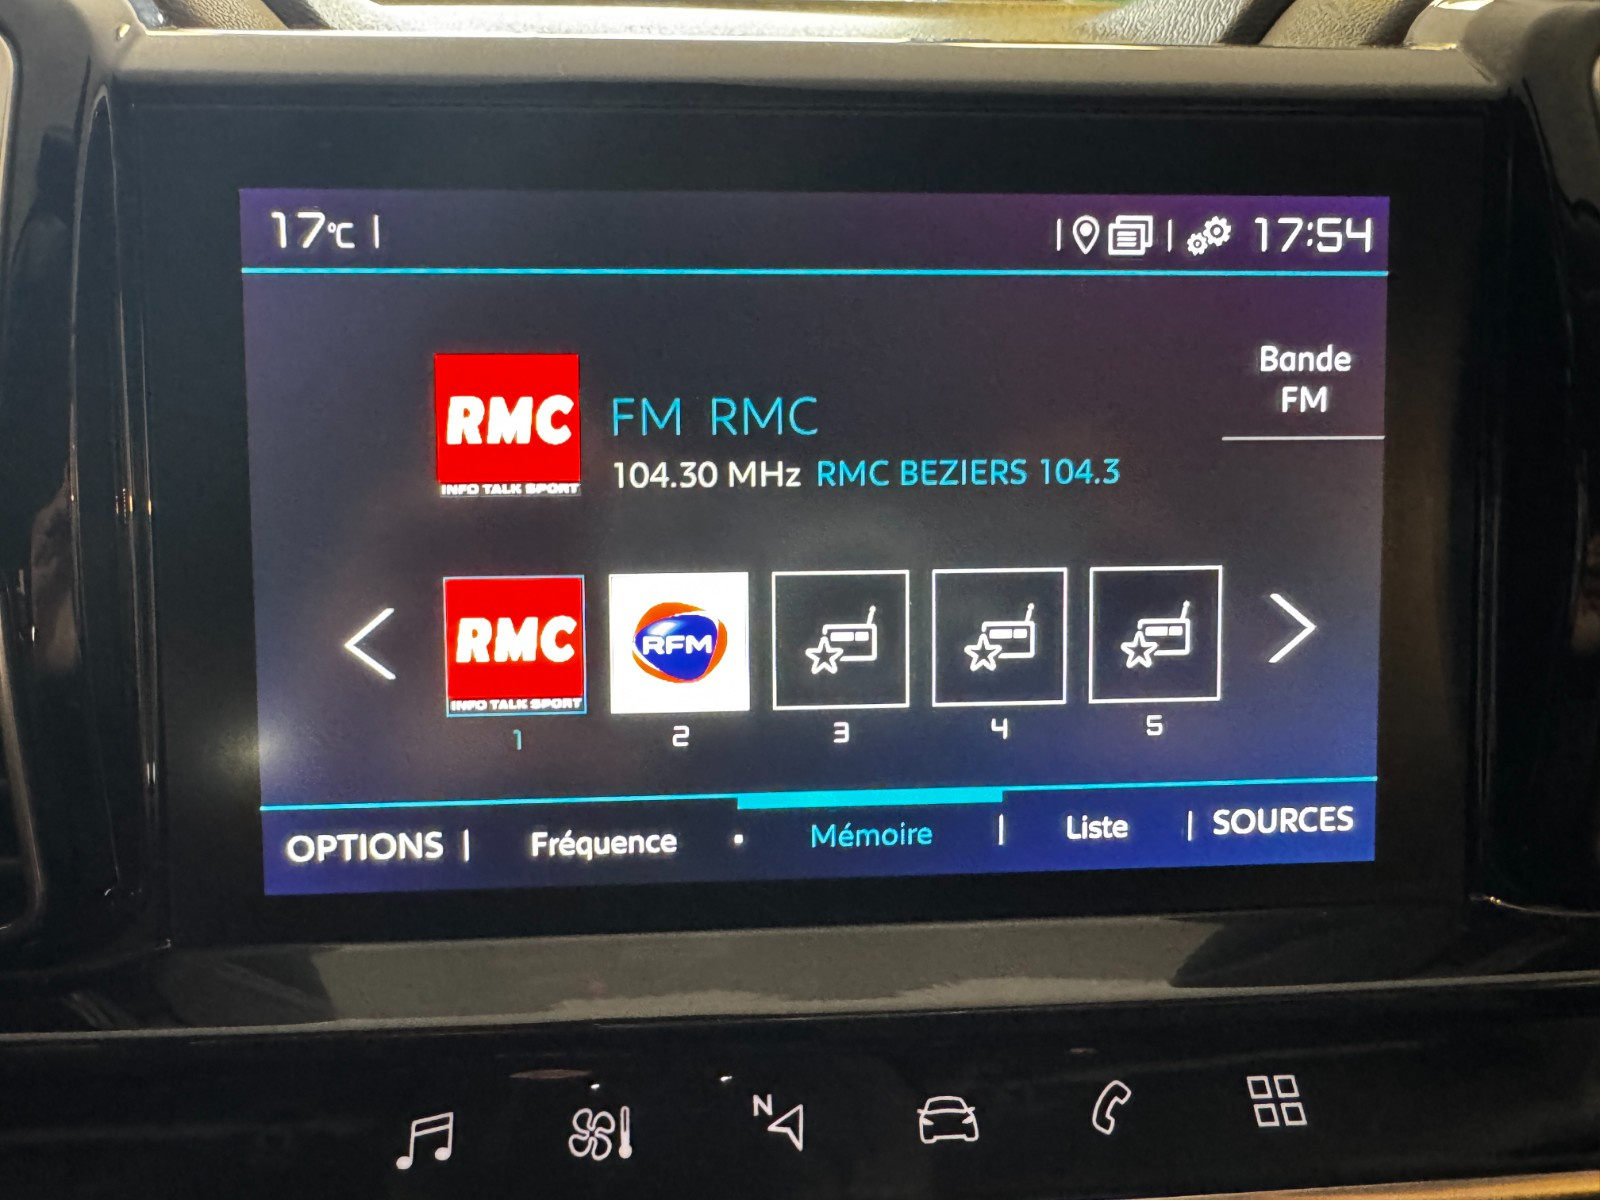 17°C |
| | 17:54
Bande
FM
RMC
INFO TALK SPORT
FM RMC
104.30 MHz RMC BEZIERS 104.3
RMC
INFO TALK SPORT
RFM
1 2 3 4 5
OPTIONS | Fréquence · Mémoire | Liste | SOURCES
N